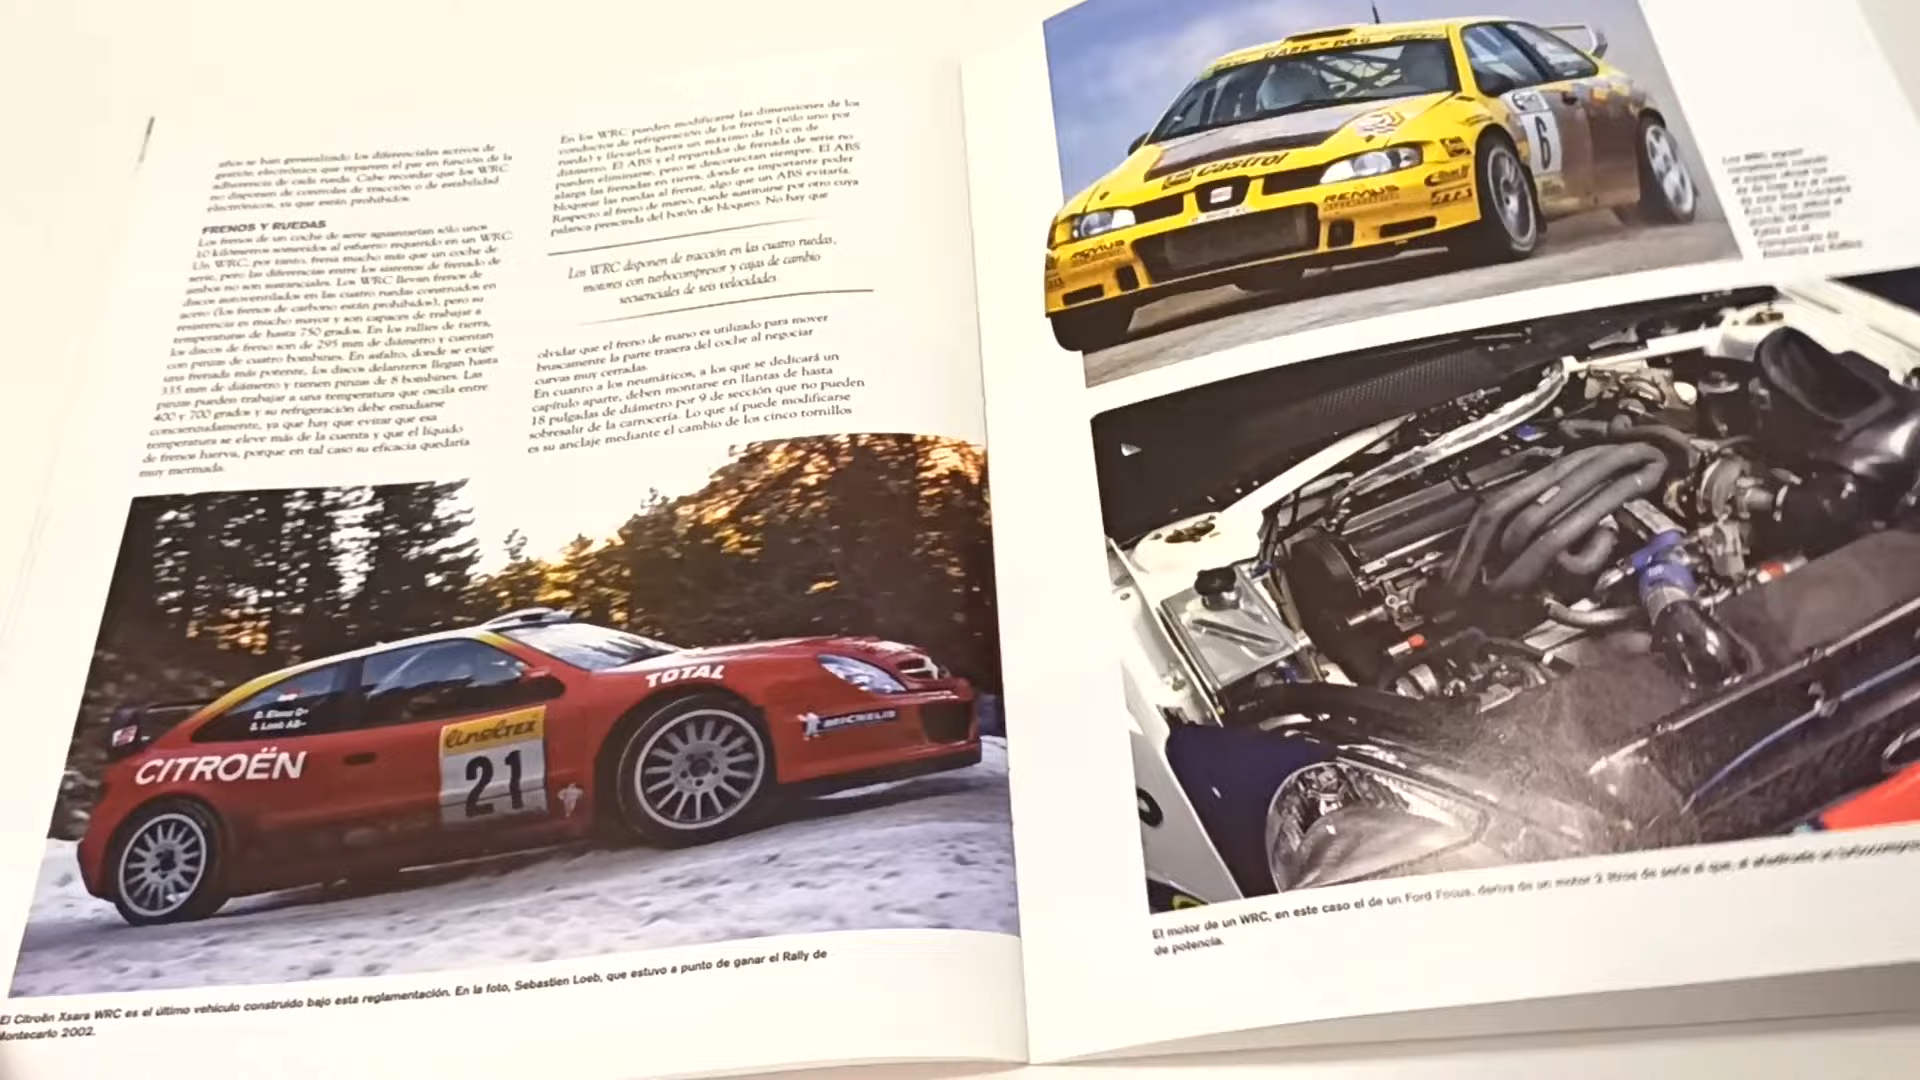 años se han generalizado los diferenciales activos de
gestión electrónica que reparten el par en función de la
adherencia de cada rueda. Cabe recordar que los WRC
no disponen de controles de tracción o de estabilidad
electrónicos, ya que están prohibidos.
FRENOS Y RUEDAS
Los frenos de un coche de serie aguantarían sólo unos
10 kilómetros sometidos al esfuerzo requerido en un WRC.
Un WRC, por tanto, frena mucho más que un coche de
serie, pero las diferencias entre los sistemas de frenado de
ambos no son sustanciales. Los WRC llevan frenos de
discos autoventilados en las cuatro ruedas construidos en
acero (los frenos de carbono están prohibidos), pero su
resistencia es mucho mayor y son capaces de trabajar a
temperaturas de hasta 750 grados. En los rallies de tierra,
los discos de freno son de 295 mm de diámetro y cuentan
con pinzas de cuatro bombines. En asfalto, donde se exige
una frenada más potente, los discos delanteros llegan hasta
335 mm de diámetro y tienen pinzas de 8 bombines. Las
pinzas pueden trabajar a una temperatura que oscila entre
400 y 700 grados y su refrigeración debe estudiarse
concienzudamente, ya que hay que evitar que esa
temperatura se eleve más de la cuenta y que el líquido
de frenos hierva, porque en tal caso su eficacia quedaría
muy mermada.
En los WRC pueden modificarse las dimensiones de los
conductos de refrigeración de los frenos (sólo uno por
rueda) y llevarlos hasta un máximo de 10 cm de
diámetro. El ABS y el repartidor de frenada de serie no
pueden eliminarse, pero se desconectan siempre. El ABS
alarga las frenadas en tierra, donde es importante poder
bloquear las ruedas al frenar, algo que un ABS evitaría.
Respecto al freno de mano, puede sustituirse por otro cuya
palanca prescinda del botón de bloqueo. No hay que
Los WRC disponen de tracción en las cuatro ruedas,
motores con turbocompresor y cajas de cambio
secuenciales de seis velocidades
olvidar que el freno de mano es utilizado para mover
bruscamente la parte trasera del coche al negociar
curvas muy cerradas.
En cuanto a los neumáticos, a los que se dedicará un
capítulo aparte, deben montarse en llantas de hasta
18 pulgadas de diámetro por 9 de sección que no pueden
sobresalir de la carrocería. Lo que sí puede modificarse
es su anclaje mediante el cambio de los cinco tornillos
TOTAL
D. Elena
S. Loeb
CITROËN
21
MICHELIN
El Citroën Xsara WRC es el último vehículo construido bajo esta reglamentación. En la foto, Sebastien Loeb, que estuvo a punto de ganar el Rally de
Montecarlo 2002.
Castrol
6
REMUS
REMUS
El motor de un WRC, en este caso el de un Ford Focus, deriva de un motor 2 litros de serie al que, al añadírsele un
de potencia.